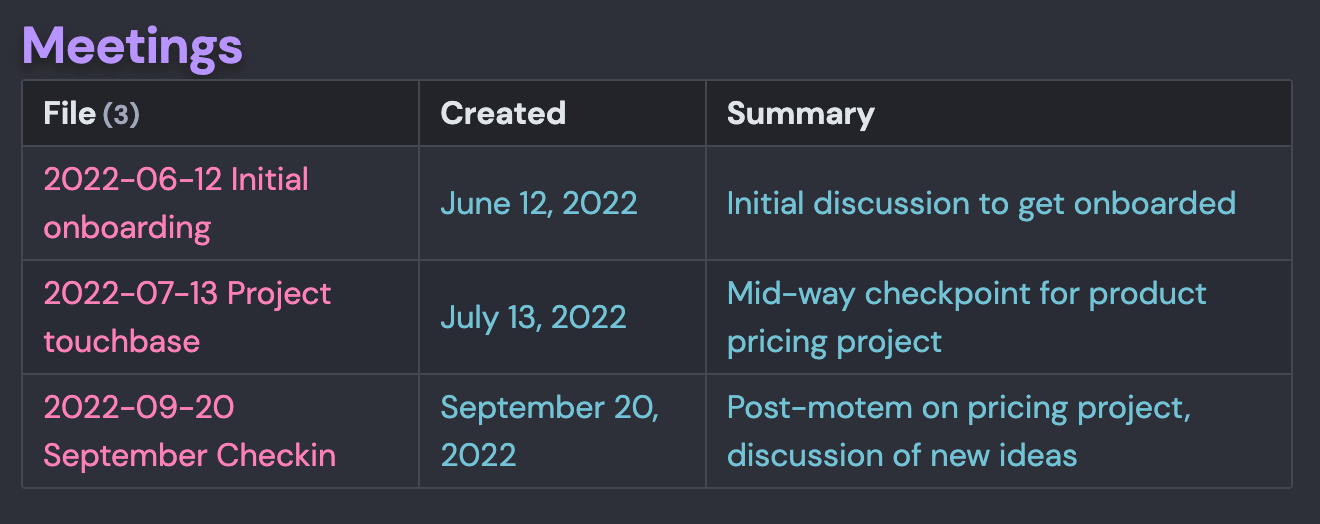 Meetings
File (3) Created Summary
2022-06-12 Initial
onboarding
June 12, 2022
Initial discussion to get onboarded
2022-07-13 Project
touchbase
July 13, 2022
Mid-way checkpoint for product
pricing project
2022-09-20
September Checkin
September 20,
2022
Post-motem on pricing project,
discussion of new ideas